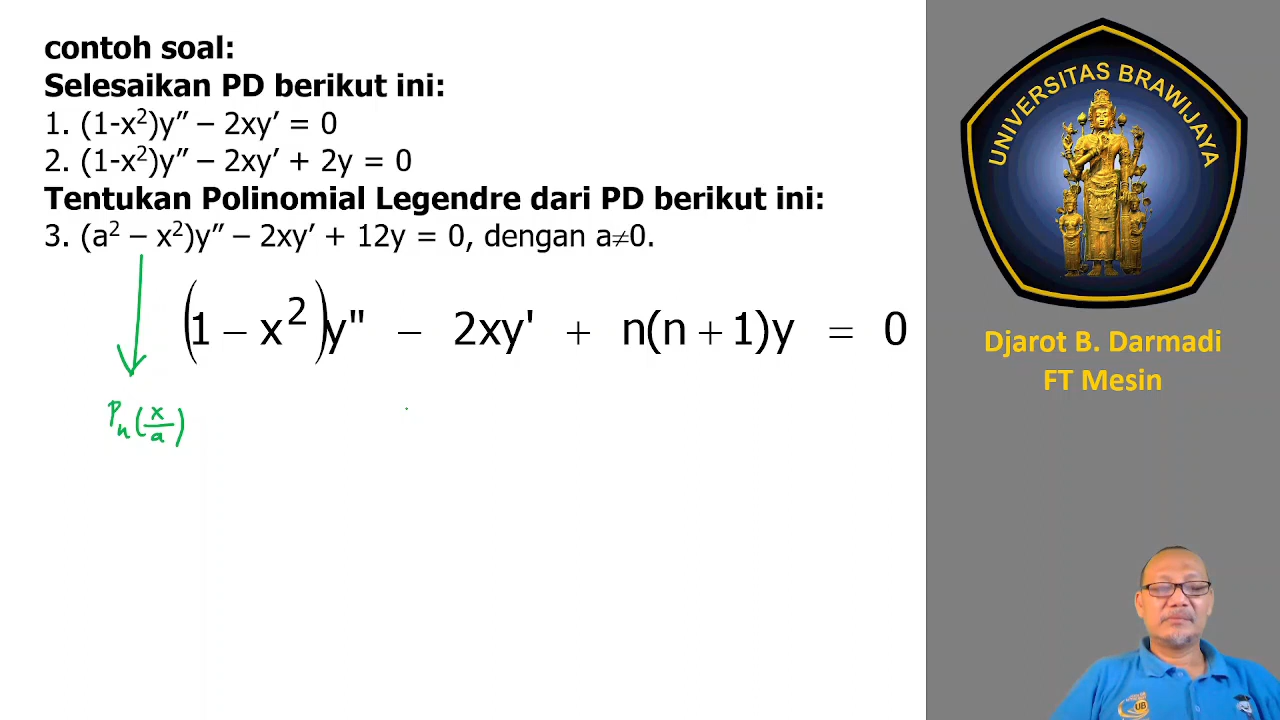 contoh soal:
Selesaikan PD berikut ini:
1. (1-x²)y″ – 2xy′ = 0
2. (1-x²)y″ – 2xy′ + 2y = 0
Tentukan Polinomial Legendre dari PD berikut ini:
3. (a² – x²)y″ – 2xy′ + 12y = 0, dengan a≠0.
(1 − x²)y" − 2xy' + n(n + 1)y = 0
Pₙ(x/a)
UNIVERSITAS BRAWIJAYA
Djarot B. Darmadi
FT Mesin
UB